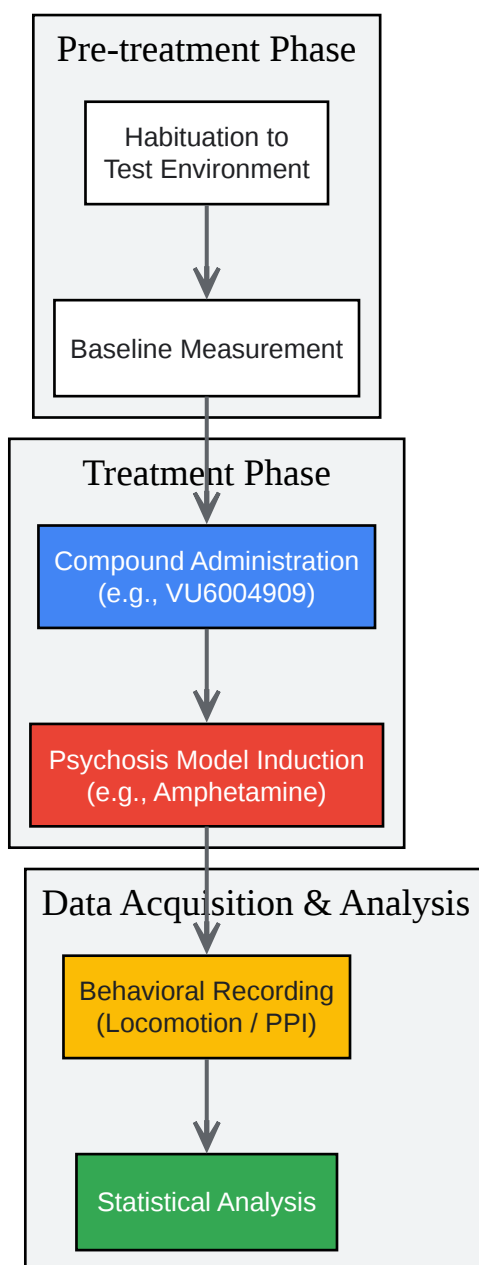 Pre-treatment Phase
Habituation to
Test Environment
Baseline Measurement
Treatment Phase
Compound Administration
(e.g., VU6004909)
Psychosis Model Induction
(e.g., Amphetamine)
Data Acquisition & Analysis
Behavioral Recording
(Locomotion / PPI)
Statistical Analysis